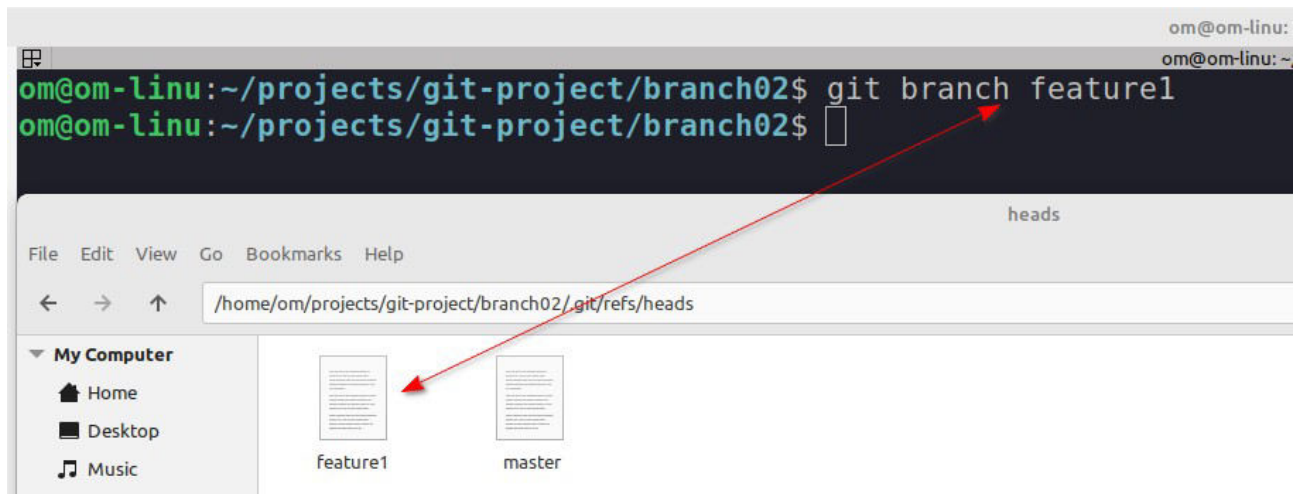 om@om-linu:
om@om-linu: ~/
om@om-linu:~/projects/git-project/branch02$ git branch feature1
om@om-linu:~/projects/git-project/branch02$
heads
File Edit View Go Bookmarks Help
/home/om/projects/git-project/branch02/.git/refs/heads
My Computer
Home
Desktop
Music
feature1 master